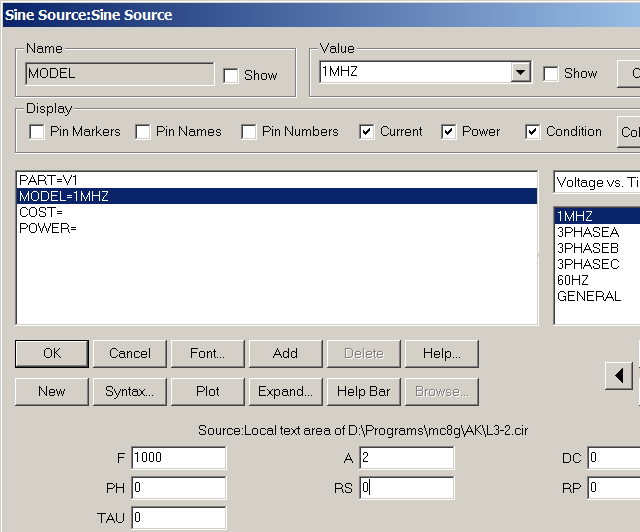 Sine Source:Sine Source
Name
Value
MODEL Show 1MHZ Show
Display
Pin Markers Pin Names Pin Numbers Current Power Condition Col
PART=V1
MODEL=1MHZ
COST=
POWER=
Voltage vs. Ti
1MHZ
3PHASEA
3PHASEB
3PHASEC
60HZ
GENERAL
OK Cancel Font... Add Delete Help...
New Syntax... Plot Expand... Help Bar Browse...
Source:Local text area of D:\Programs\mc8g\AK\L3-2.cir
F 1000 A 2 DC 0
PH 0 RS 0 RP 0
TAU 0